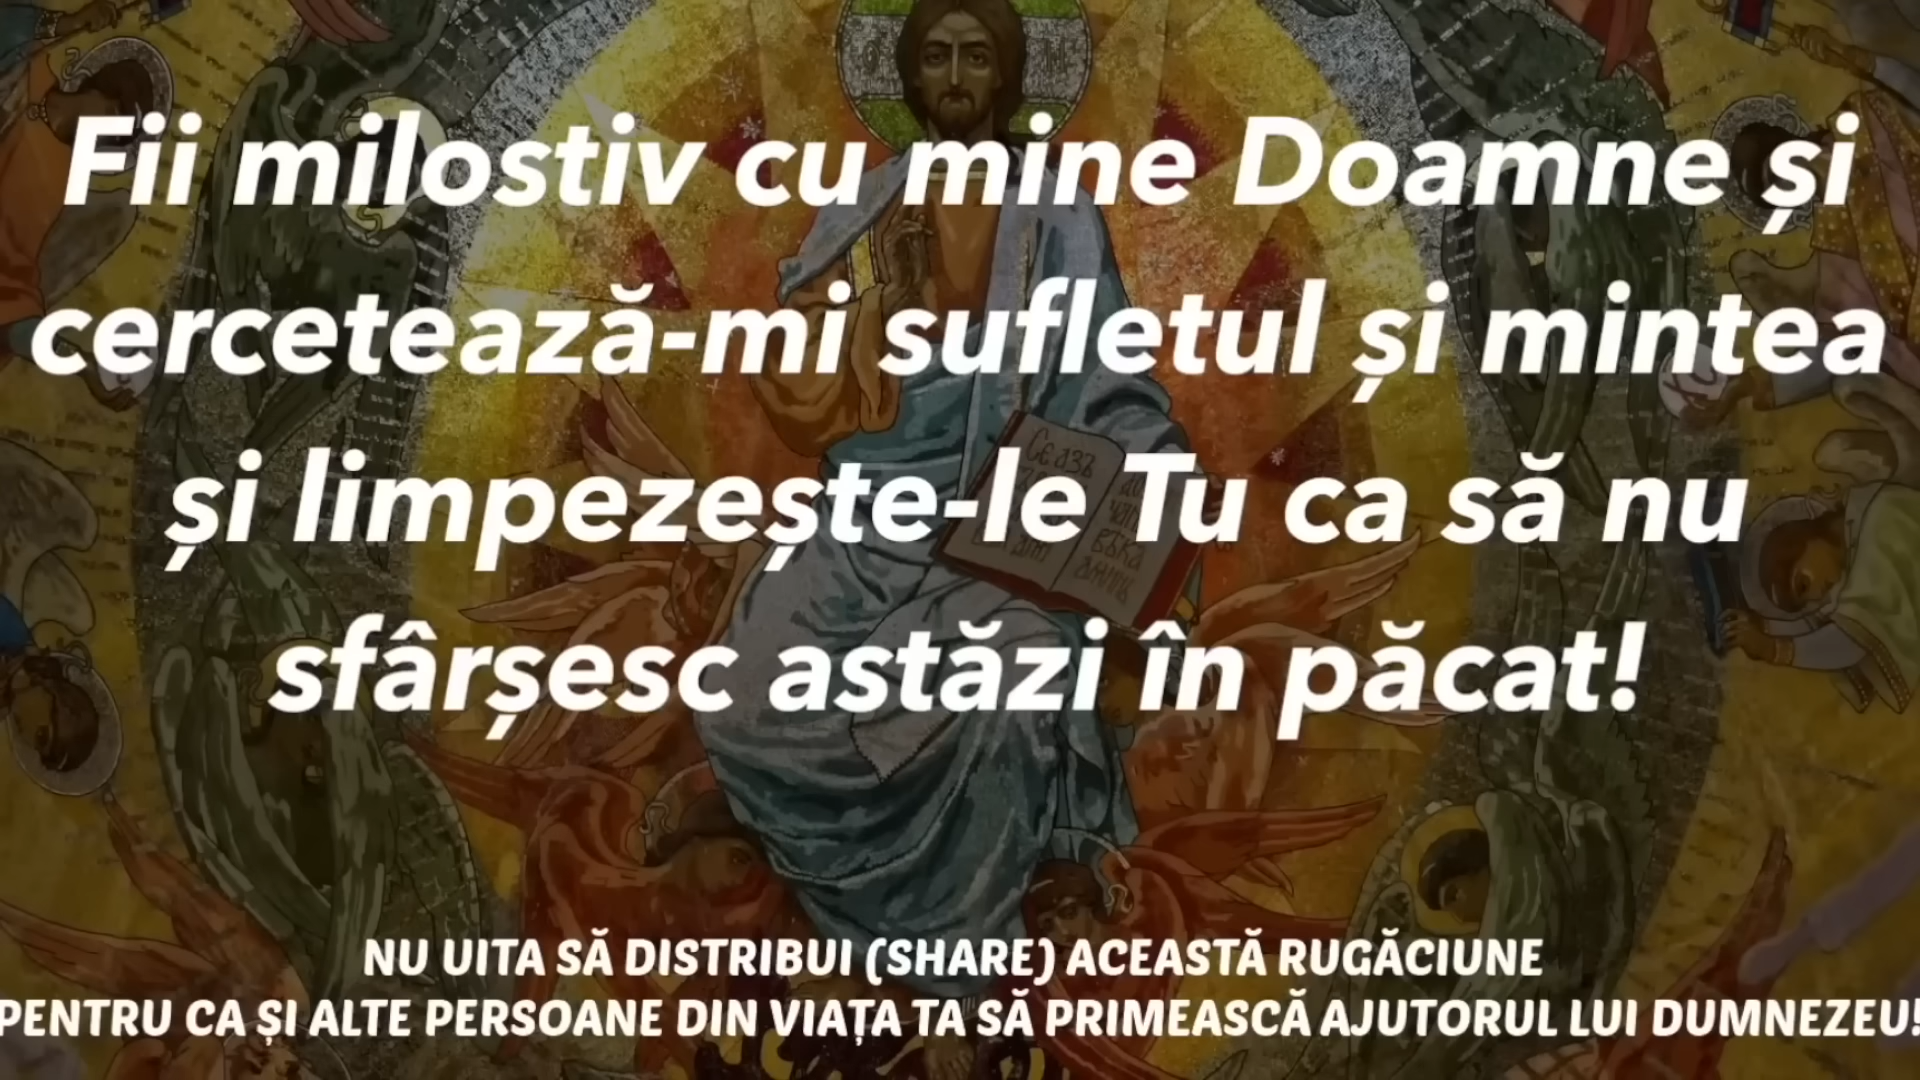 Fii milostiv cu mine Doamne și
cercetează-mi sufletul și mintea
și limpezește-le Tu ca să nu
sfârșesc astăzi în păcat!
NU UITA SĂ DISTRIBUI (SHARE) ACEASTĂ RUGĂCIUNE
PENTRU CA ȘI ALTE PERSOANE DIN VIAȚA TA SĂ PRIMEASCĂ AJUTORUL LUI DUMNEZEU!